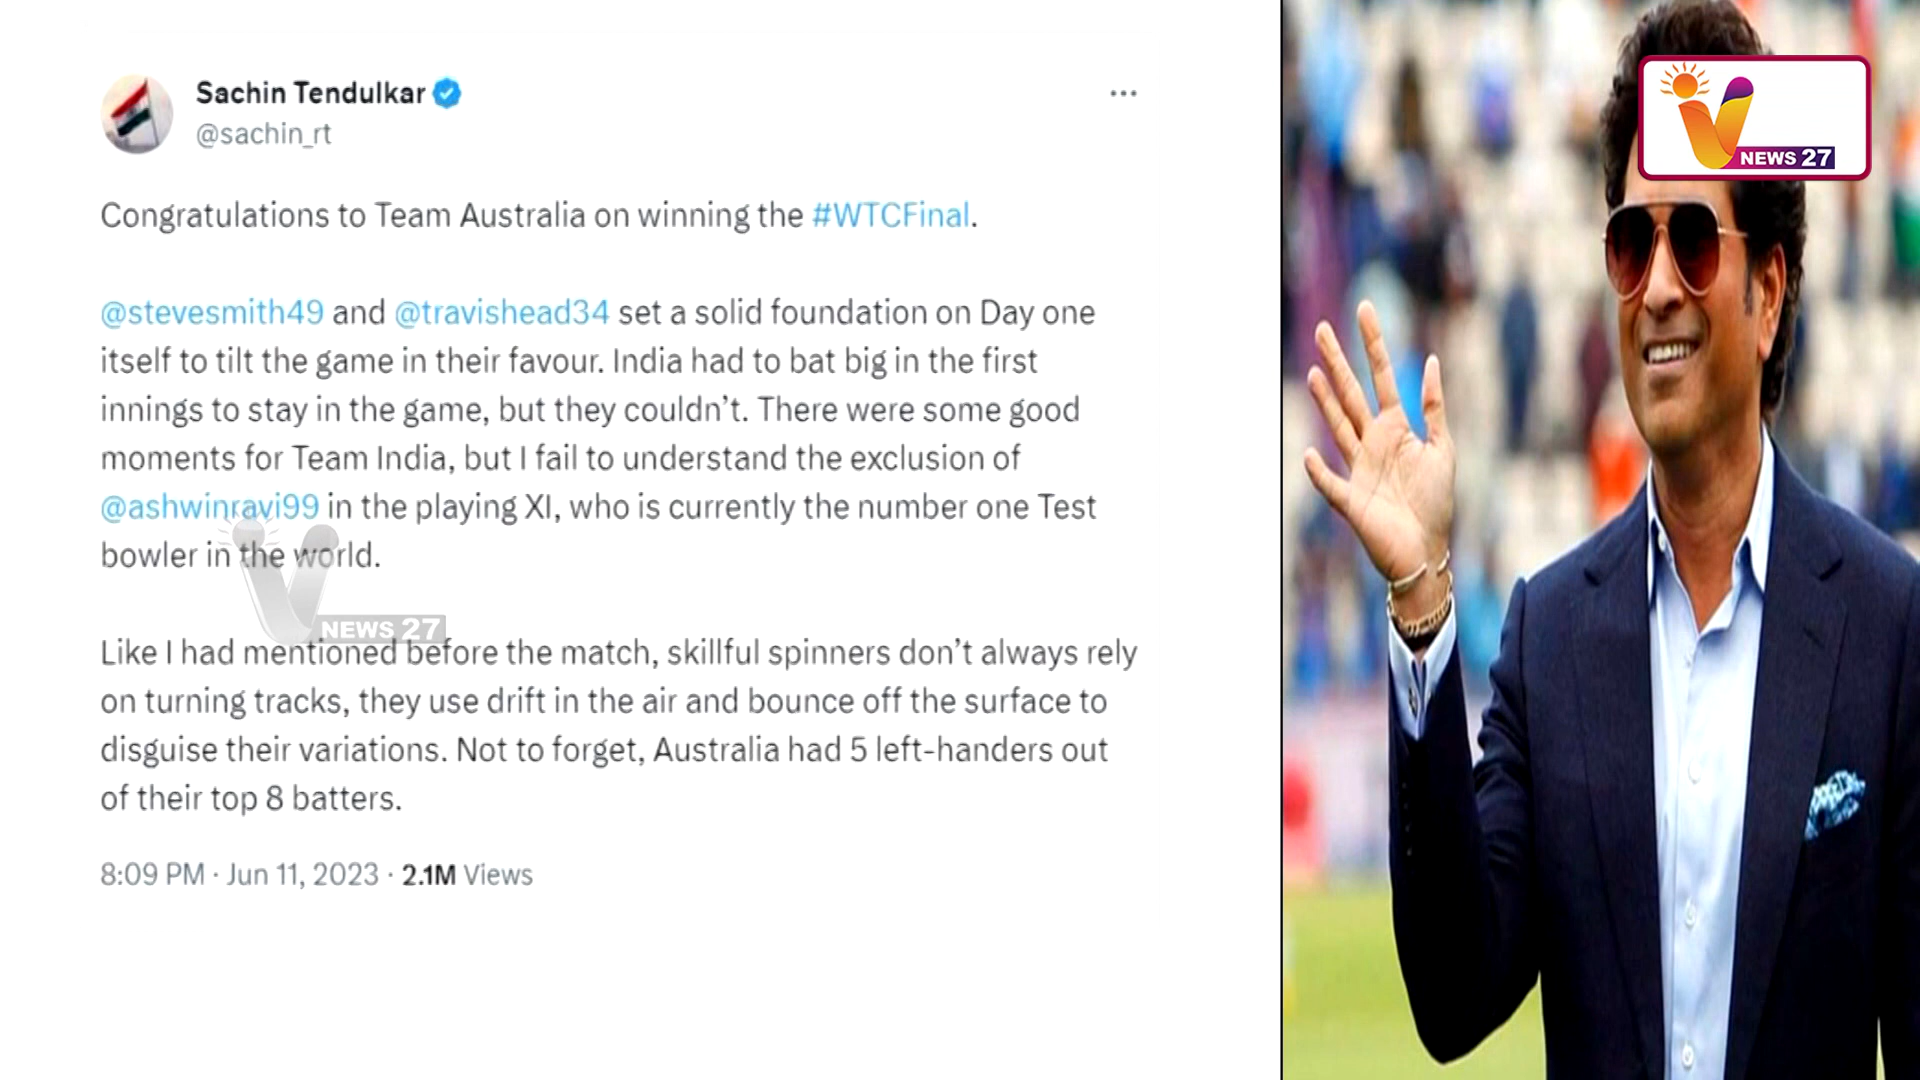 Sachin Tendulkar
@sachin_rt
Congratulations to Team Australia on winning the #WTCFinal.
@stevesmith49 and @travishead34 set a solid foundation on Day one
itself to tilt the game in their favour. India had to bat big in the first
innings to stay in the game, but they couldn’t. There were some good
moments for Team India, but I fail to understand the exclusion of
@ashwinravi99 in the playing XI, who is currently the number one Test
bowler in the world.
Like I had mentioned before the match, skillful spinners don’t always rely
on turning tracks, they use drift in the air and bounce off the surface to
disguise their variations. Not to forget, Australia had 5 left-handers out
of their top 8 batters.
8:09 PM · Jun 11, 2023 · 2.1M Views
V NEWS 27
V NEWS 27